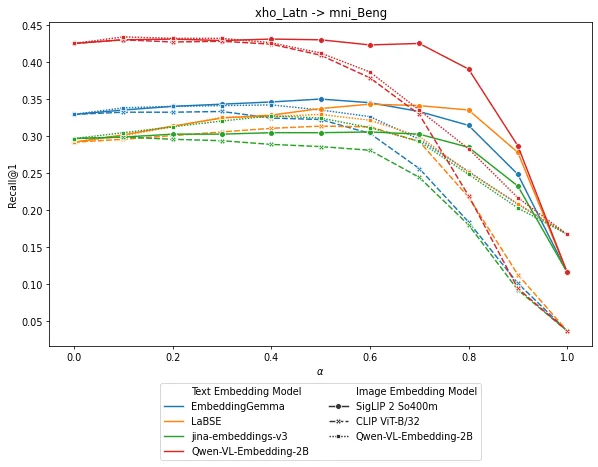 xho_Latn -> mni_Beng
Recall@1
0.45
0.40
0.35
0.30
0.25
0.20
0.15
0.10
0.05
0.0 0.2 0.4 0.6 0.8 1.0
α
Text Embedding Model
EmbeddingGemma
LaBSE
jina-embeddings-v3
Qwen-VL-Embedding-2B
Image Embedding Model
SigLIP 2 So400m
CLIP ViT-B/32
Qwen-VL-Embedding-2B